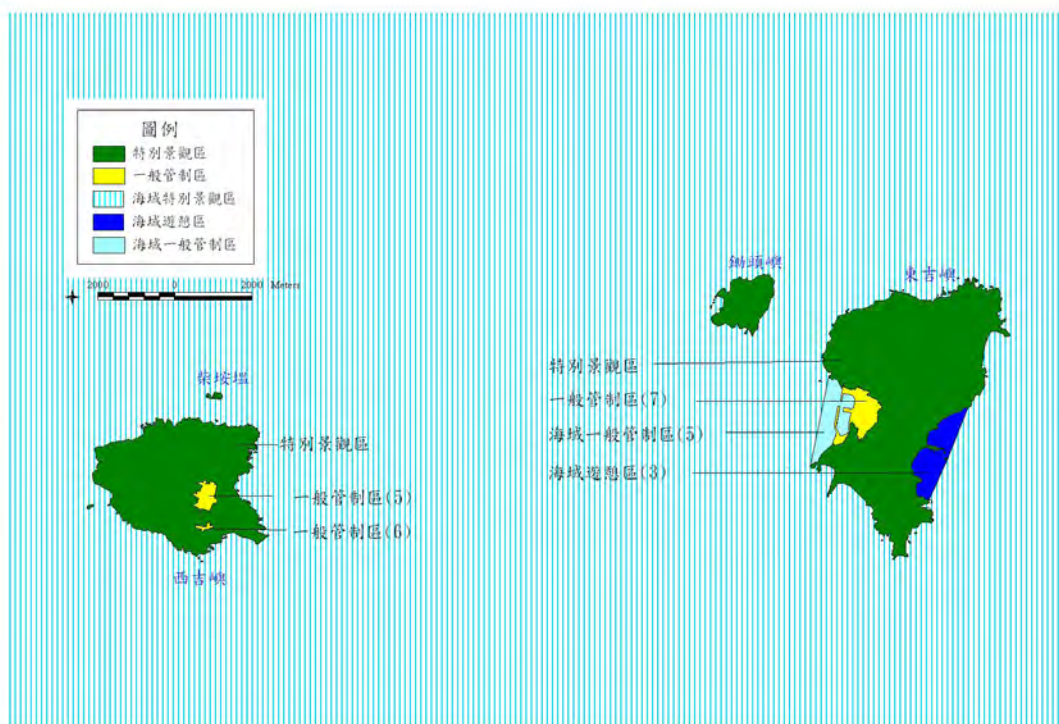 圖例
特別景觀區
一般管制區
海域特別景觀區
海域遊憩區
海域一般管制區
2000 0 2000 Meters
鋤頭嶼
東吉嶼
特別景觀區
一般管制區(7)
海域一般管制區(5)
海域遊憩區(3)
柴垵塭
特別景觀區
一般管制區(5)
一般管制區(6)
西吉嶼